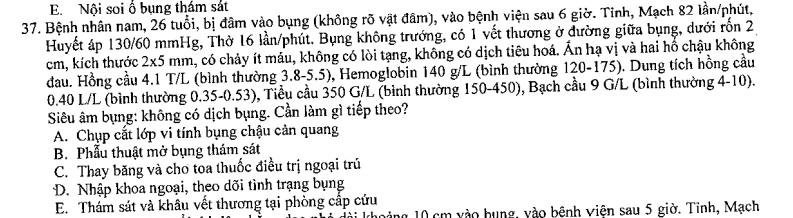 E. Nội soi ổ bụng thám sát
37. Bệnh nhân nam, 26 tuổi, bị đâm vào bụng (không rõ vật đâm), vào bệnh viện sau 6 giờ. Tỉnh, Mạch 82 lần/phút,
Huyết áp 130/60 mmHg, Thở 16 lần/phút. Bụng không trướng, có 1 vết thương ở đường giữa bụng, dưới rốn 2
cm, kích thước 2x5 mm, có chảy ít máu, không có lòi tạng, không có dịch tiêu hoá. Ấn hạ vị và hai hố chậu không
đau. Hồng cầu 4.1 T/L (bình thường 3.8-5.5), Hemoglobin 140 g/L (bình thường 120-175). Dung tích hồng cầu
0.40 L/L (bình thường 0.35-0.53), Tiểu cầu 350 G/L (bình thường 150-450), Bạch cầu 9 G/L (bình thường 4-10).
Siêu âm bụng: không có dịch bụng. Cần làm gì tiếp theo?
A. Chụp cắt lớp vi tính bụng chậu cản quang
B. Phẫu thuật mở bụng thám sát
C. Thay băng và cho toa thuốc điều trị ngoại trú
D. Nhập khoa ngoại, theo dõi tình trạng bụng
E. Thám sát và khâu vết thương tại phòng cấp cứu
dài khoảng 10 cm vào bụng, vào bệnh viện sau 5 giờ. Tỉnh, Mạch